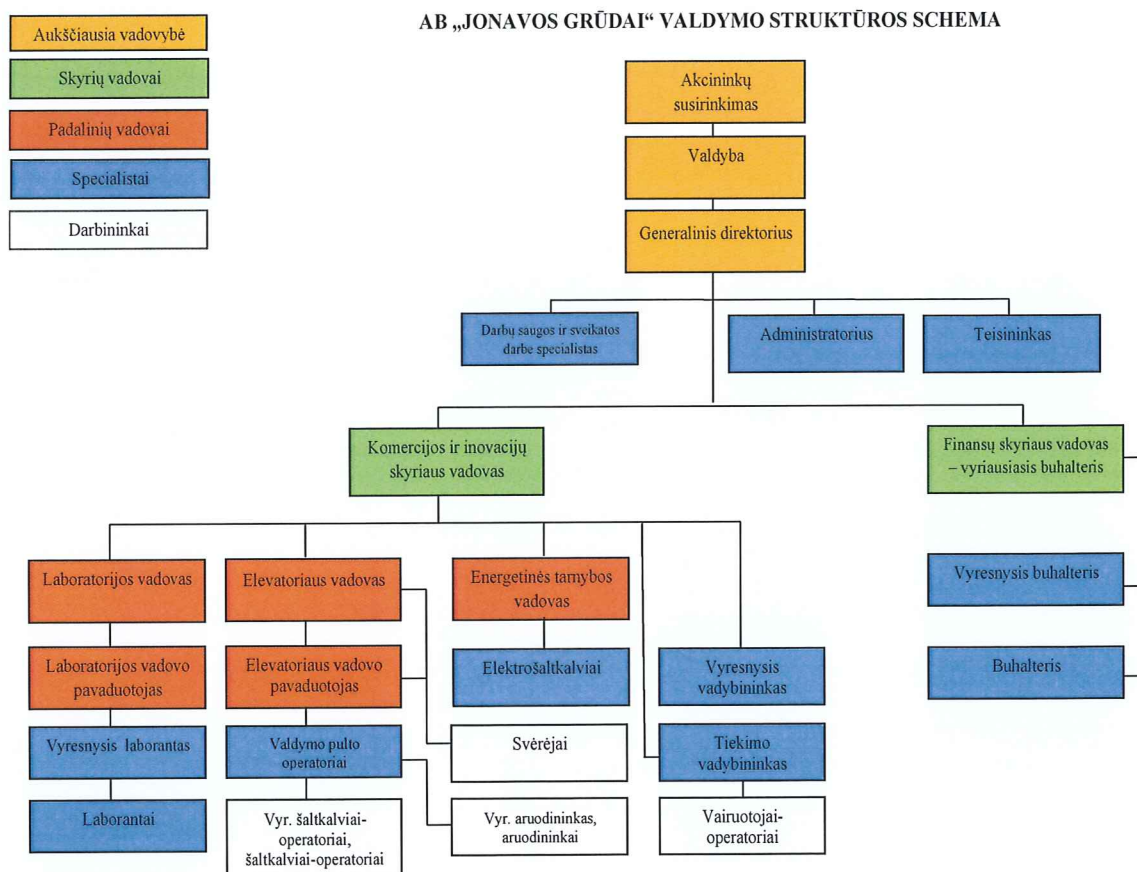 AB „JONAVOS GRŪDAI“ VALDYMO STRUKTŪROS SCHEMA
Aukščiausia vadovybė
Skyrių vadovai
Padalinių vadovai
Specialistai
Darbininkai
Akcininkų
susirinkimas
Valdyba
Generalinis direktorius
Darbų saugos ir sveikatos
darbe specialistas
Administratorius
Teisininkas
Komercijos ir inovacijų
skyriaus vadovas
Finansų skyriaus vadovas
– vyriausiasis buhalteris
Laboratorijos vadovas
Elevatoriaus vadovas
Energetinės tarnybos
vadovas
Vyresnysis buhalteris
Laboratorijos vadovo
pavaduotojas
Elevatoriaus vadovo
pavaduotojas
Elektrošaltkalviai
Vyresnysis
vadybininkas
Buhalteris
Vyresnysis laborantas
Valdymo pulto
operatoriai
Svėrėjai
Tiekimo
vadybininkas
Laborantai
Vyr. šaltkalviai-
operatoriai,
šaltkalviai-operatoriai
Vyr. aruodininkas,
aruodininkai
Vairuotojai-
operatoriai